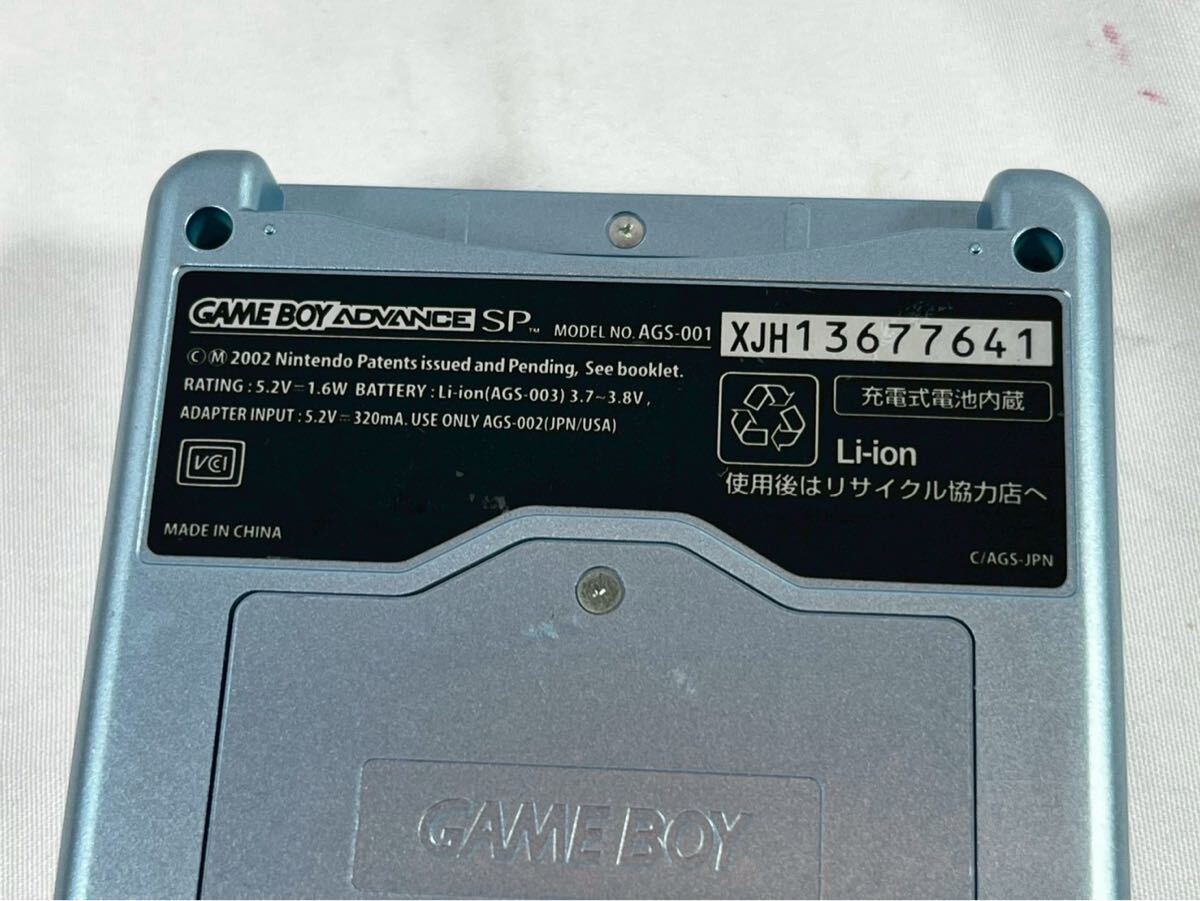 GAME BOY ADVANCE SP™ MODEL NO. AGS-001
XJH13677641
©Ⓜ 2002 Nintendo Patents issued and Pending, See booklet.
RATING : 5.2V⎓1.6W BATTERY : Li-ion(AGS-003) 3.7~3.8V,
ADAPTER INPUT : 5.2V⎓320mA. USE ONLY AGS-002(JPN/USA)
VCI
MADE IN CHINA
充電式電池内蔵
Li-ion
使用後はリサイクル協力店へ
C/AGS-JPN
GAME BOY